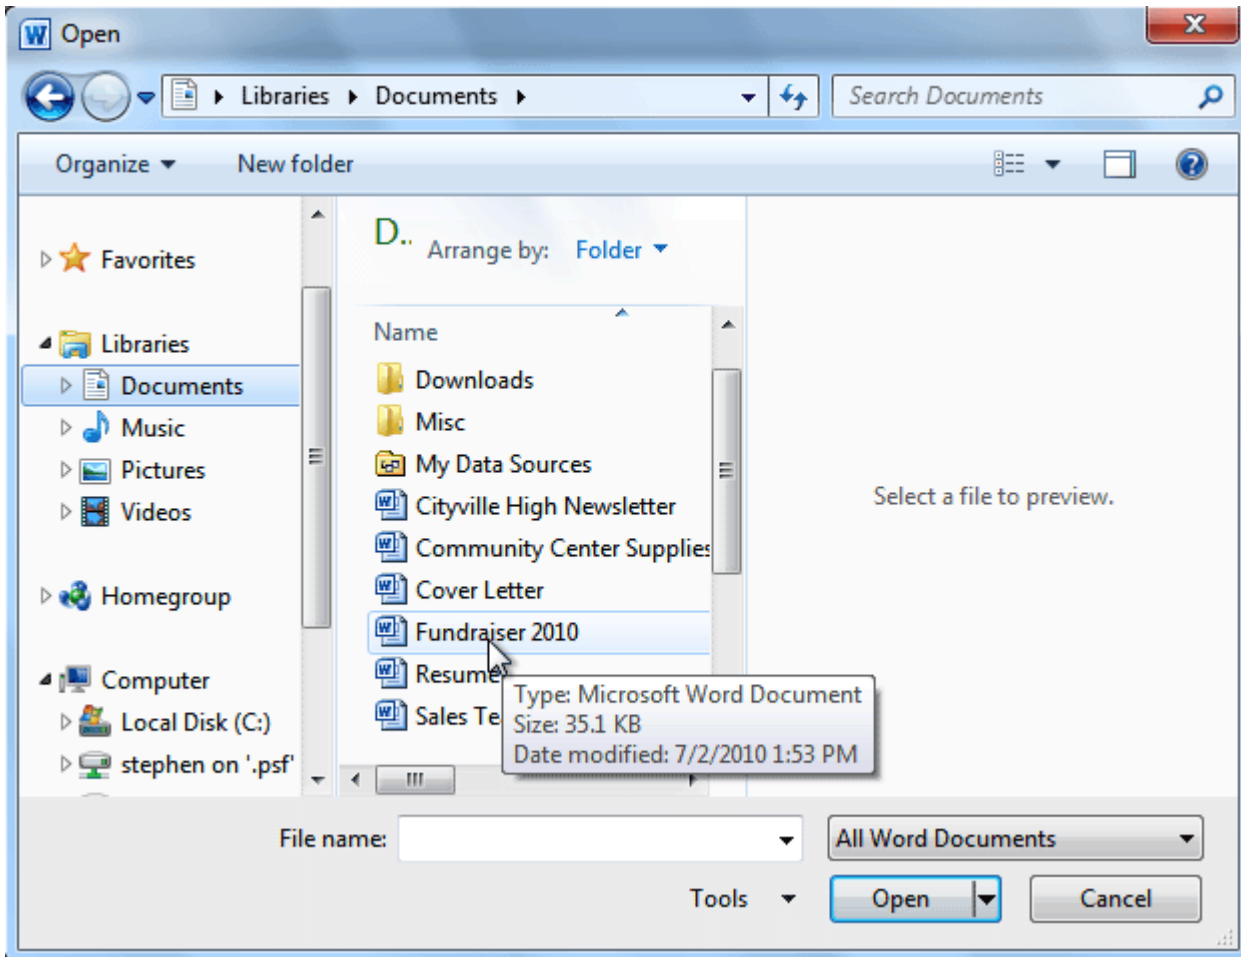 Open
Libraries Documents
Search Documents
Organize New folder
D..
Arrange by: Folder
Favorites
Libraries
Documents
Music
Pictures
Videos
Homegroup
Computer
Local Disk (C:)
stephen on '.psf'
Name
Downloads
Misc
My Data Sources
Cityville High Newsletter
Community Center Supplies
Cover Letter
Fundraiser 2010
Resume
Sales Te
Type: Microsoft Word Document
Size: 35.1 KB
Date modified: 7/2/2010 1:53 PM
Select a file to preview.
File name:
All Word Documents
Tools Open Cancel